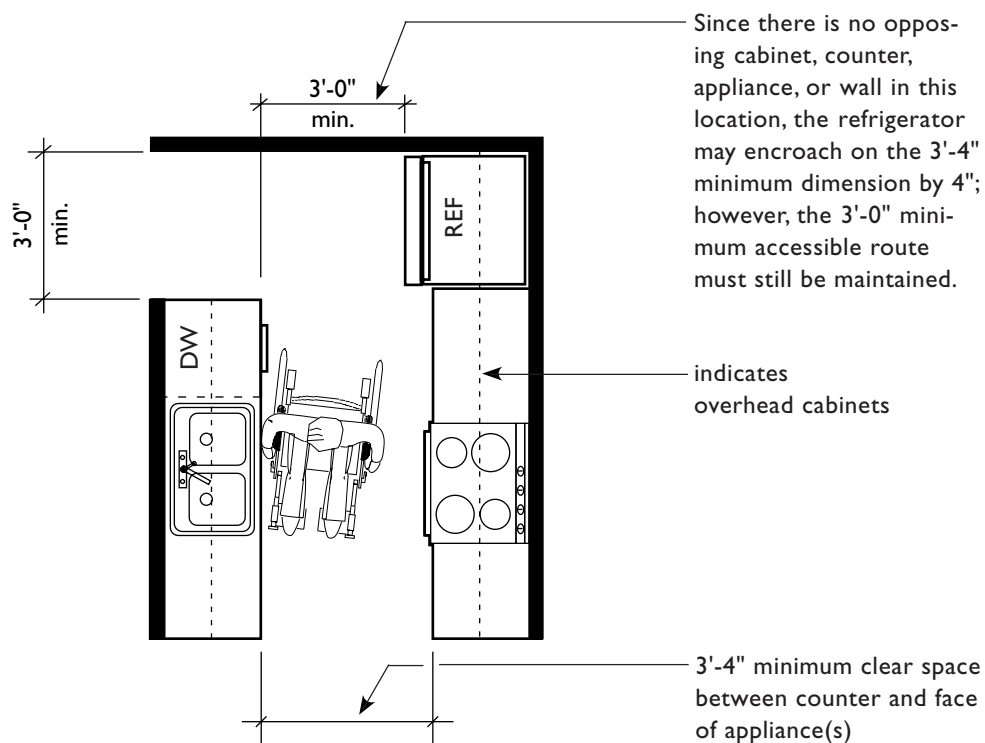 Since there is no oppos-
ing cabinet, counter,
appliance, or wall in this
location, the refrigerator
may encroach on the 3'-4"
minimum dimension by 4";
however, the 3'-0" mini-
mum accessible route
must still be maintained.
3'-0"
min.
3'-0"
min.
REF
DW
indicates
overhead cabinets
3'-4" minimum clear space
between counter and face
of appliance(s)